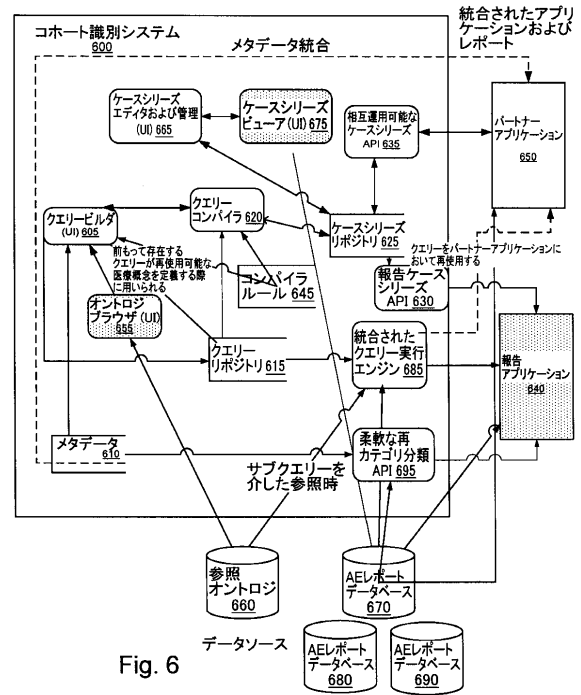 統合されたアプリ
ケーションおよび
レポート
コホート識別システム
600
メタデータ統合
ケースシリーズ
エディタおよび管理
(UI) 665
ケースシリーズ
ビューア(UI) 675
相互運用可能な
ケースシリーズ
API 635
パートナー
アプリケーション
650
クエリービルダ
(UI) 605
クエリー
コンパイラ
620
ケースシリーズ
リポジトリ 625
クエリーをパートナーアプリケーションに
おいて再使用する
前もって存在する
クエリーが再使用可能な
医療概念を定義する際
に用いられる
コンパイラ
ルール 645
報告ケース
シリーズ
API 630
オントロジ
ブラウザ (UI)
655
クエリー
リポジトリ 615
統合された
クエリー実行
エンジン
685
報告
アプリケーション
640
メタデータ
610
サブクエリーを
介した参照時
柔軟な再
カテゴリ分類
API 695
参照
オントロジ
660
AEレポート
データベース
670
データソース
AEレポート
データベース
680
AEレポート
データベース
690
Fig. 6